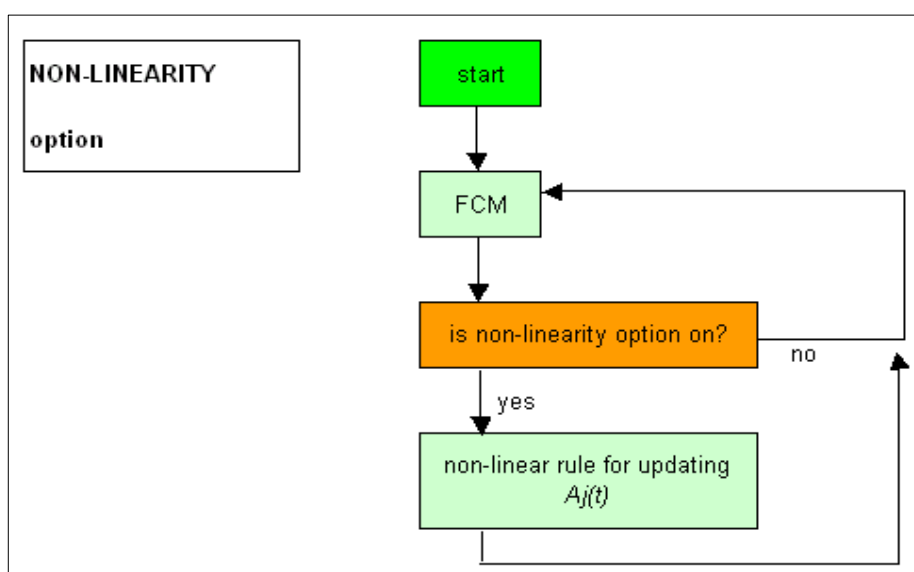 NON-LINEARITY
option
start
FCM
is non-linearity option on?
no
yes
non-linear rule for updating
Aj(t)